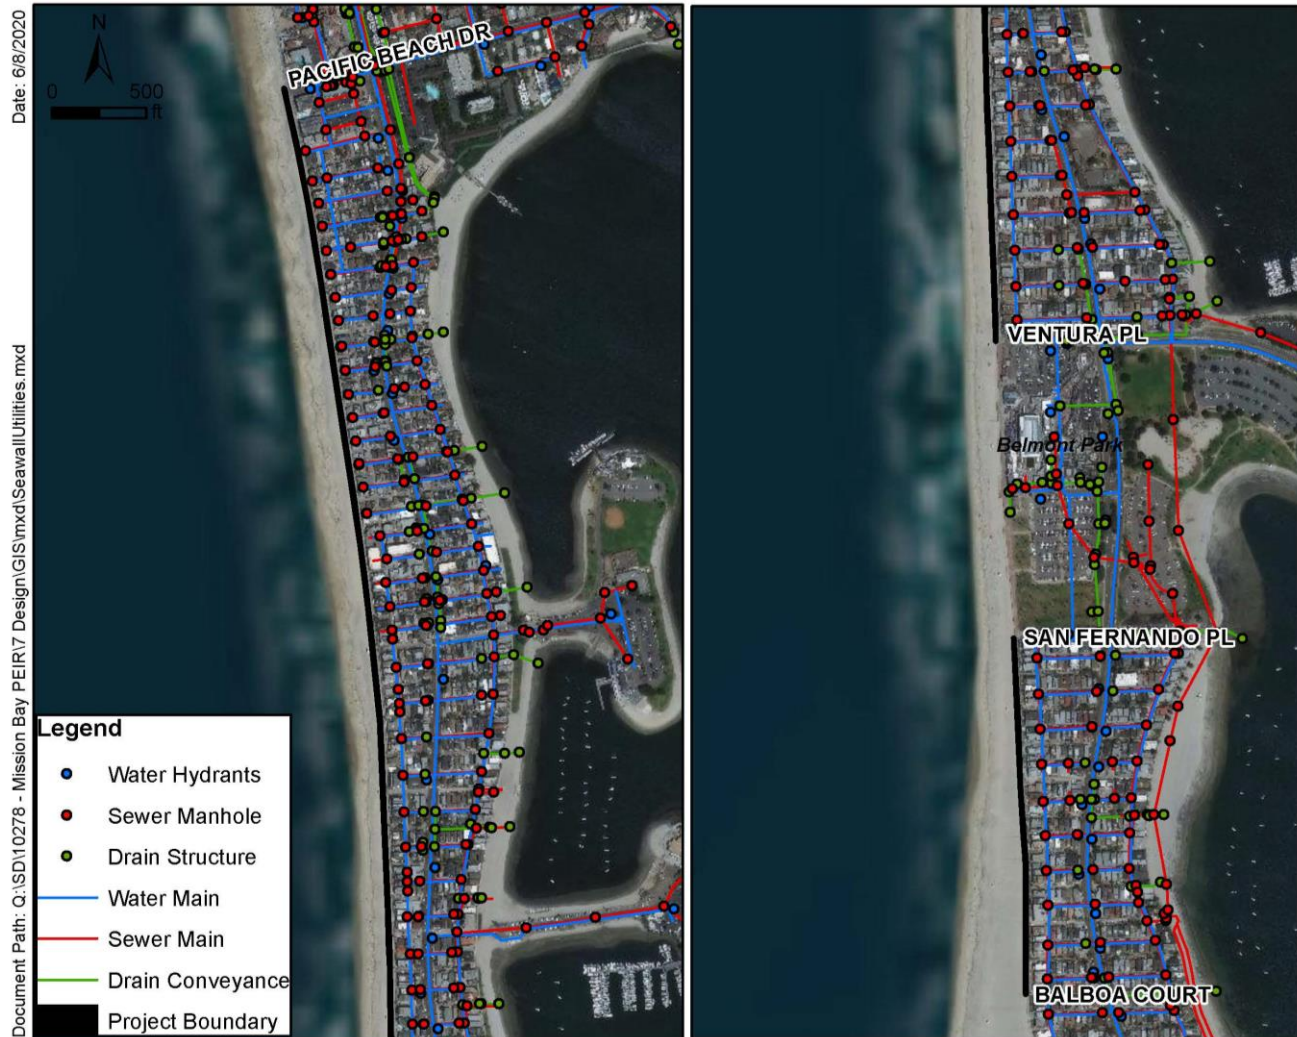 Date: 6/8/2020
Document Path: Q:\SD\10278 - Mission Bay PEIR\7 Design\GIS\mxd\SeawallUtilities.mxd
N
0 500
ft
PACIFIC BEACH DR
Legend
Water Hydrants
Sewer Manhole
Drain Structure
Water Main
Sewer Main
Drain Conveyance
Project Boundary
VENTURA PL
Belmont Park
SAN FERNANDO PL
BALBOA COURT